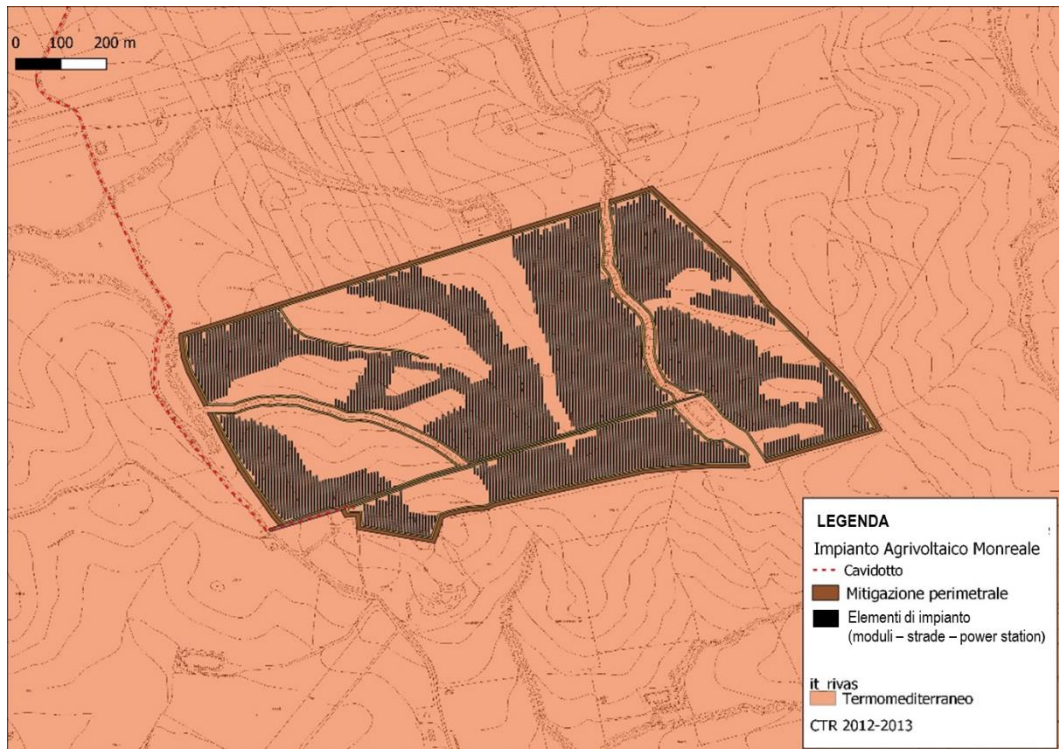 0 100 200 m
LEGENDA
Impianto Agrivoltaico Monreale
Cavidotto
Mitigazione perimetrale
Elementi di impianto
(moduli – strade – power station)
it_rivas
Termomediterraneo
CTR 2012-2013